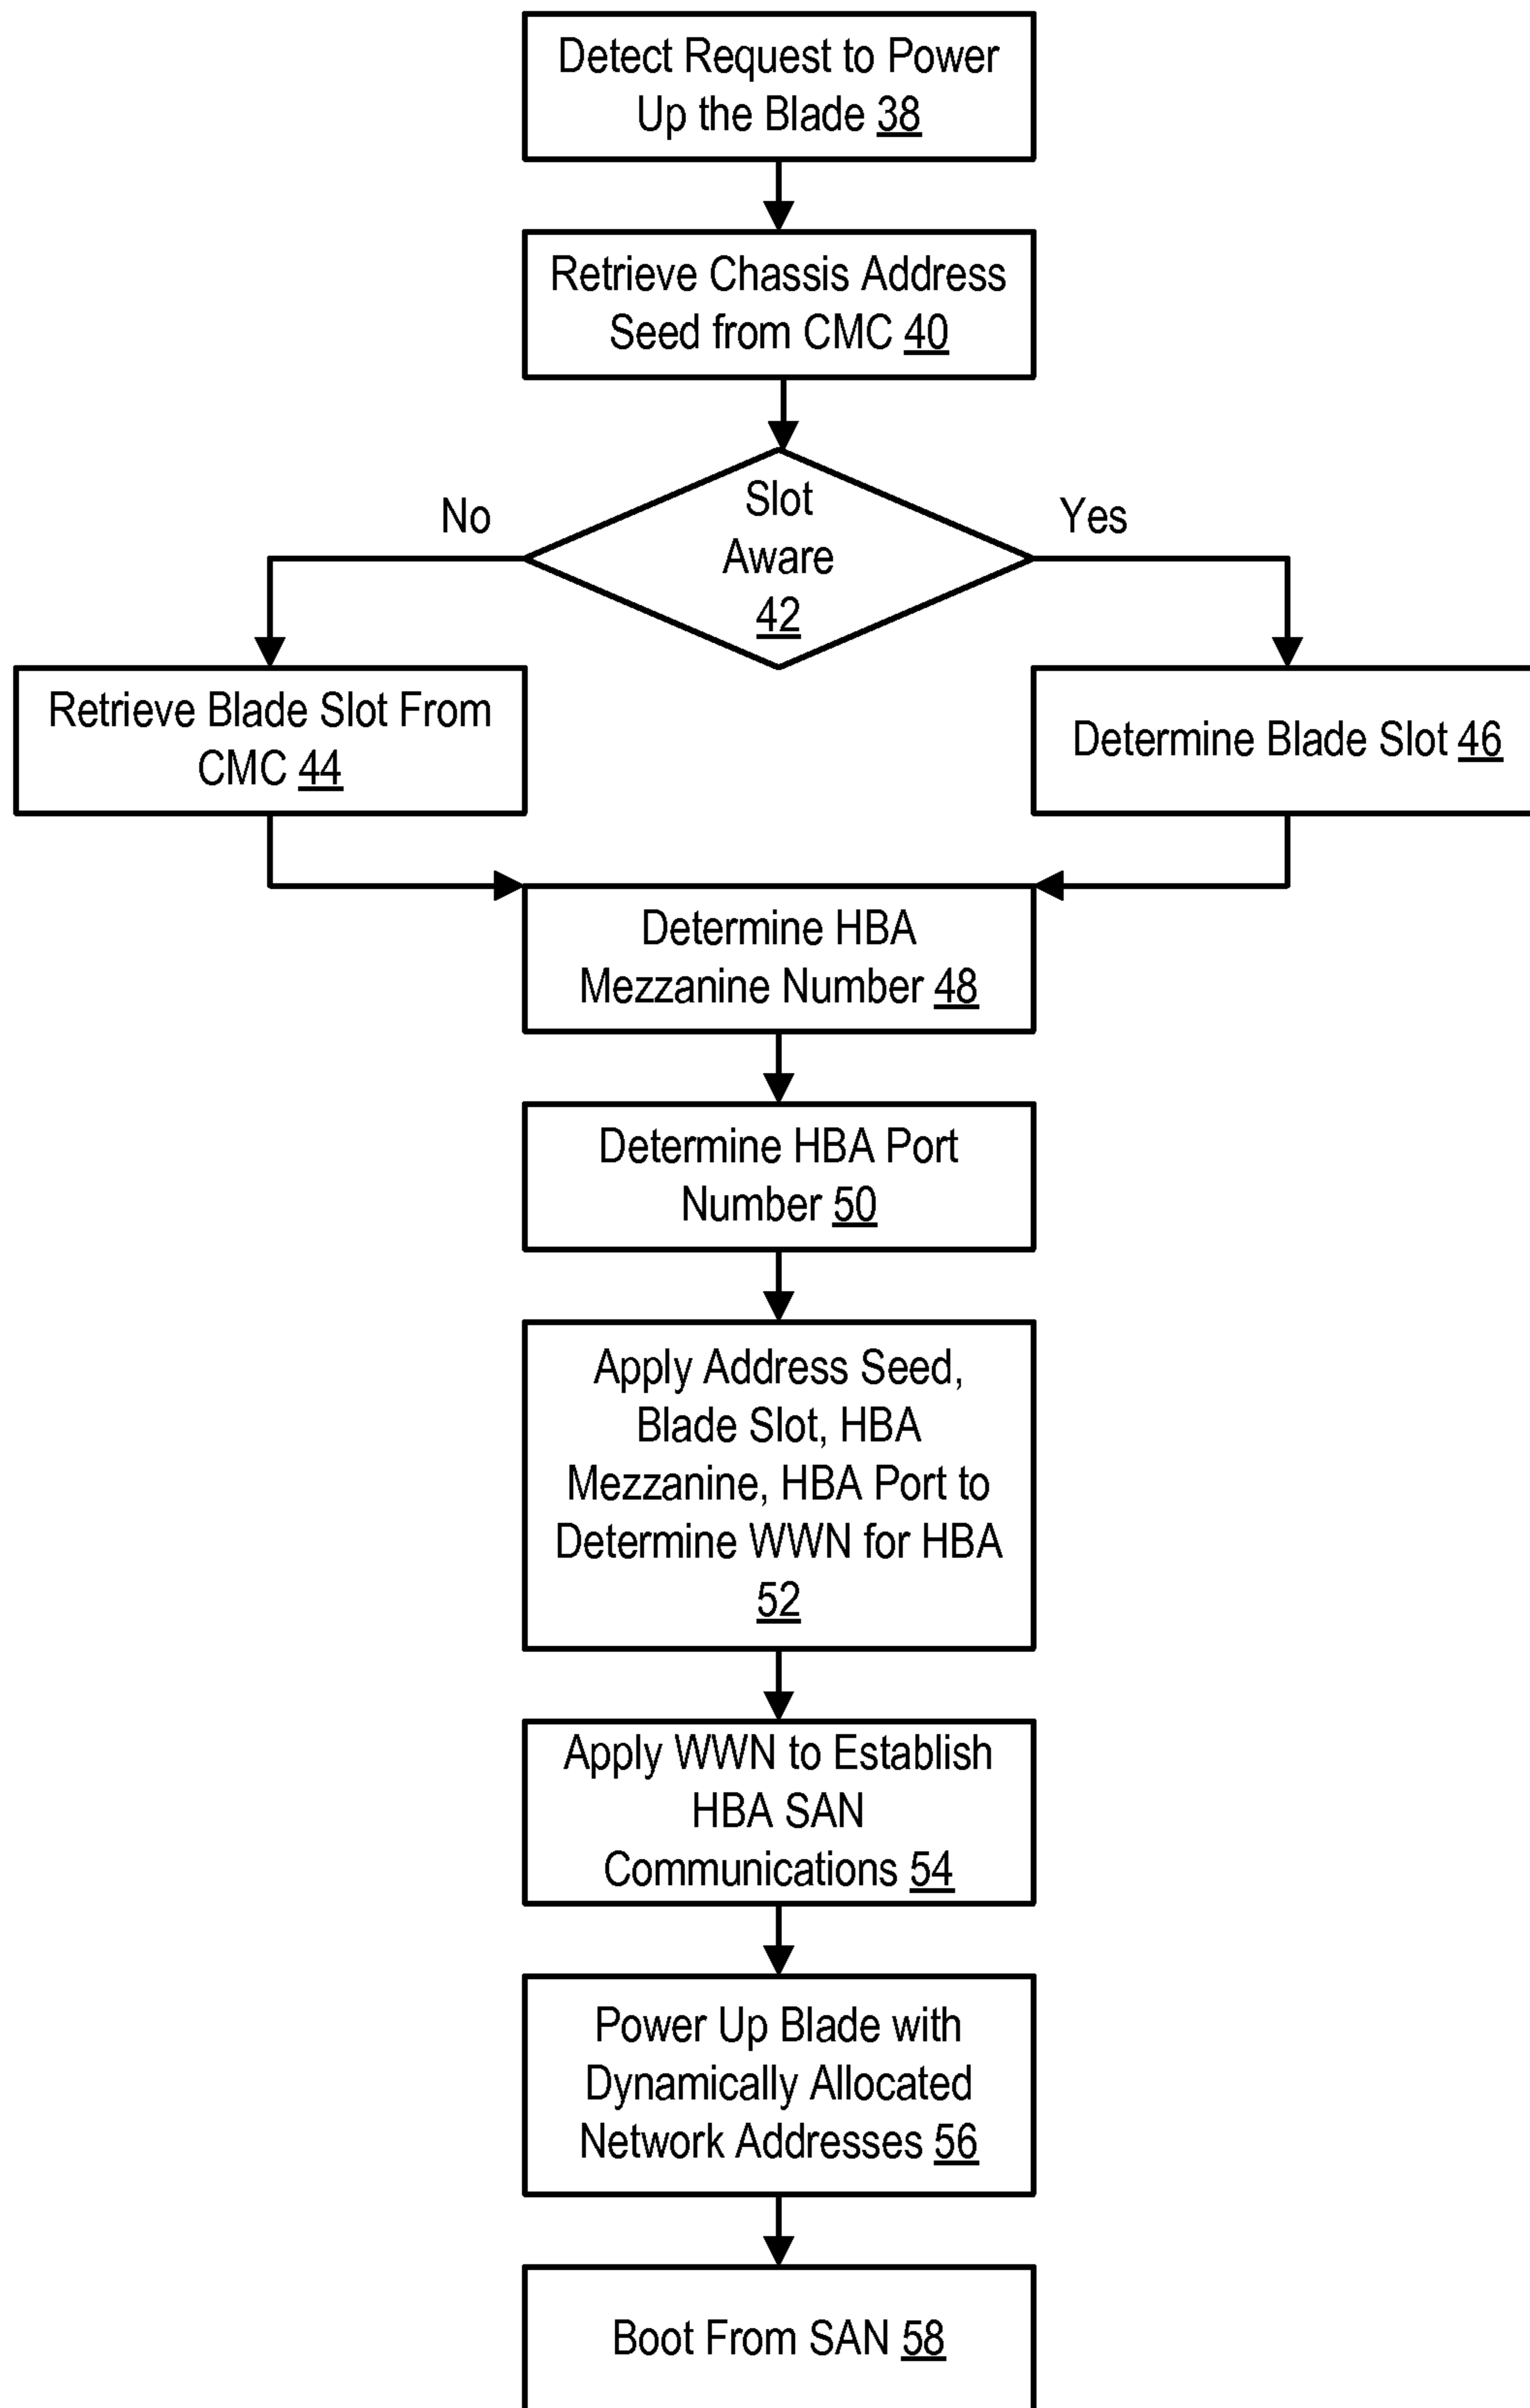 Detect Request to Power
Up the Blade 38
Retrieve Chassis Address
Seed from CMC 40
No
Slot
Aware
42
Yes
Retrieve Blade Slot From
CMC 44
Determine Blade Slot 46
Determine HBA
Mezzanine Number 48
Determine HBA Port
Number 50
Apply Address Seed,
Blade Slot, HBA
Mezzanine, HBA Port to
Determine WWN for HBA
52
Apply WWN to Establish
HBA SAN
Communications 54
Power Up Blade with
Dynamically Allocated
Network Addresses 56
Boot From SAN 58